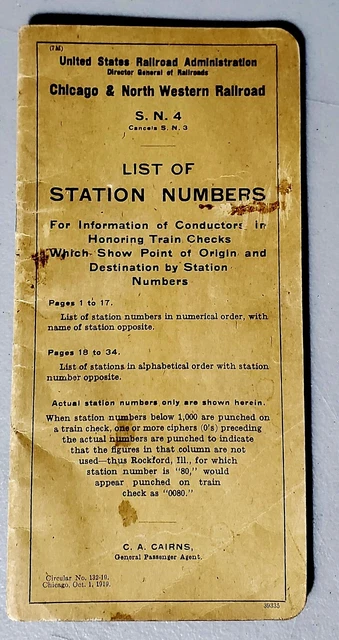 (7M)
United States Railroad Administration
Director General of Railroads
Chicago & North Western Railroad
S. N. 4
Cancels S. N. 3
LIST OF
STATION NUMBERS
For Information of Conductors in
Honoring Train Checks
Which Show Point of Origin and
Destination by Station
Numbers
Pages 1 to 17.
List of station numbers in numerical order, with
name of station opposite.
Pages 18 to 34.
List of stations in alphabetical order with station
number opposite.
Actual station numbers only are shown herein.
When station numbers below 1,000 are punched on
a train check, one or more ciphers (0's) preceding
the actual numbers are punched to indicate
that the figures in that column are not
used—thus Rockford, Ill., for which
station number is "80," would
appear punched on train
check as "0080."
C. A. CAIRNS,
General Passenger Agent.
Circular No. 132-19.
Chicago, Oct. 1, 1919.